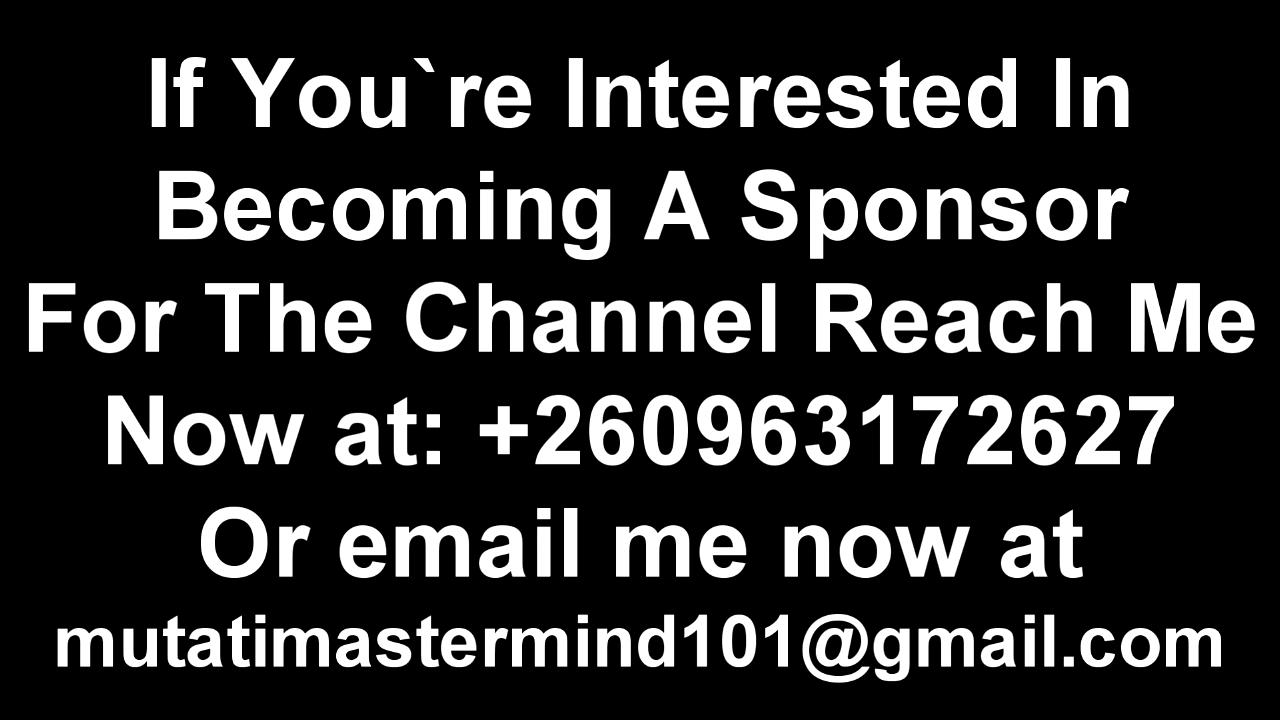 If You`re Interested In
Becoming A Sponsor
For The Channel Reach Me
Now at: +260963172627
Or email me now at
mutatimastermind101@gmail.com